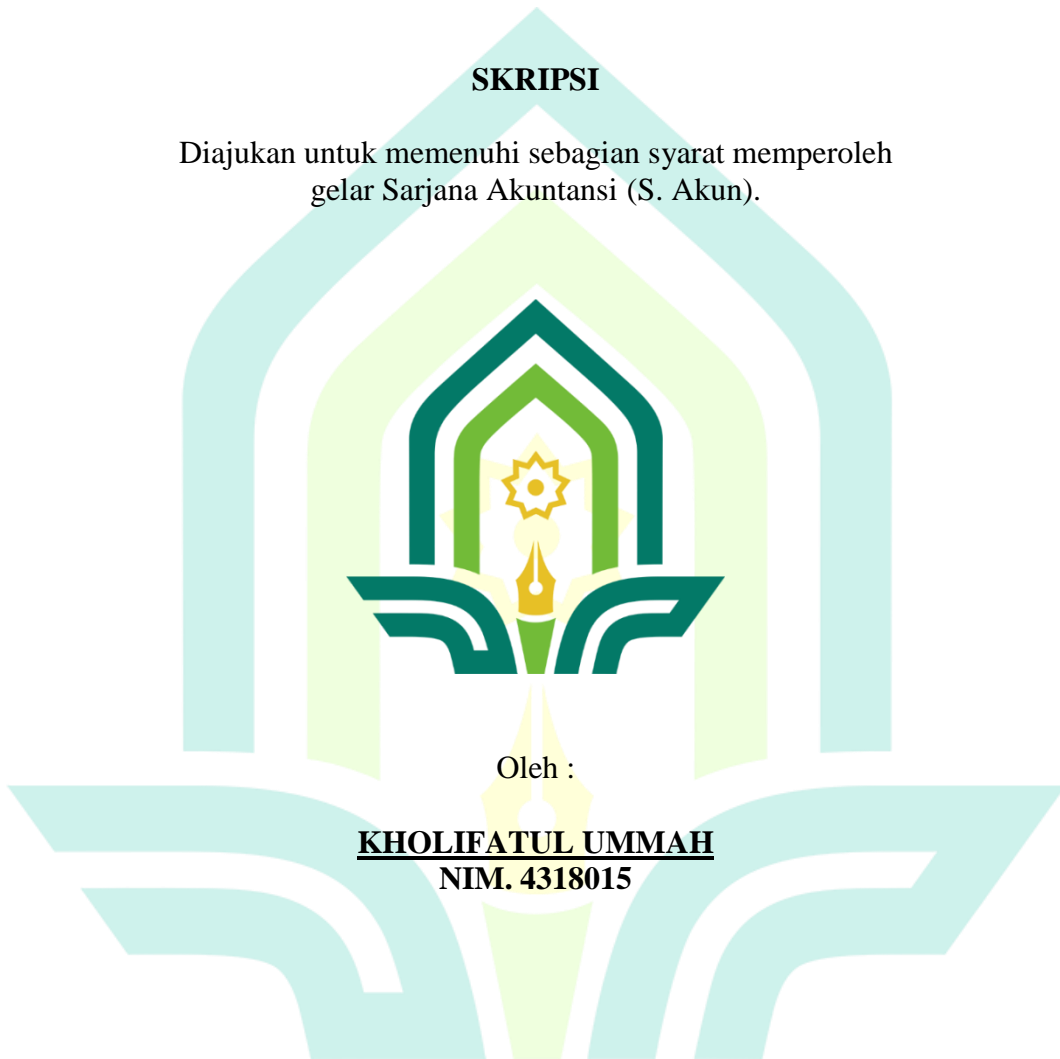 SKRIPSI
Diajukan untuk memenuhi sebagian syarat memperoleh
gelar Sarjana Akuntansi (S. Akun).
Oleh :
KHOLIFATUL UMMAH
NIM. 4318015